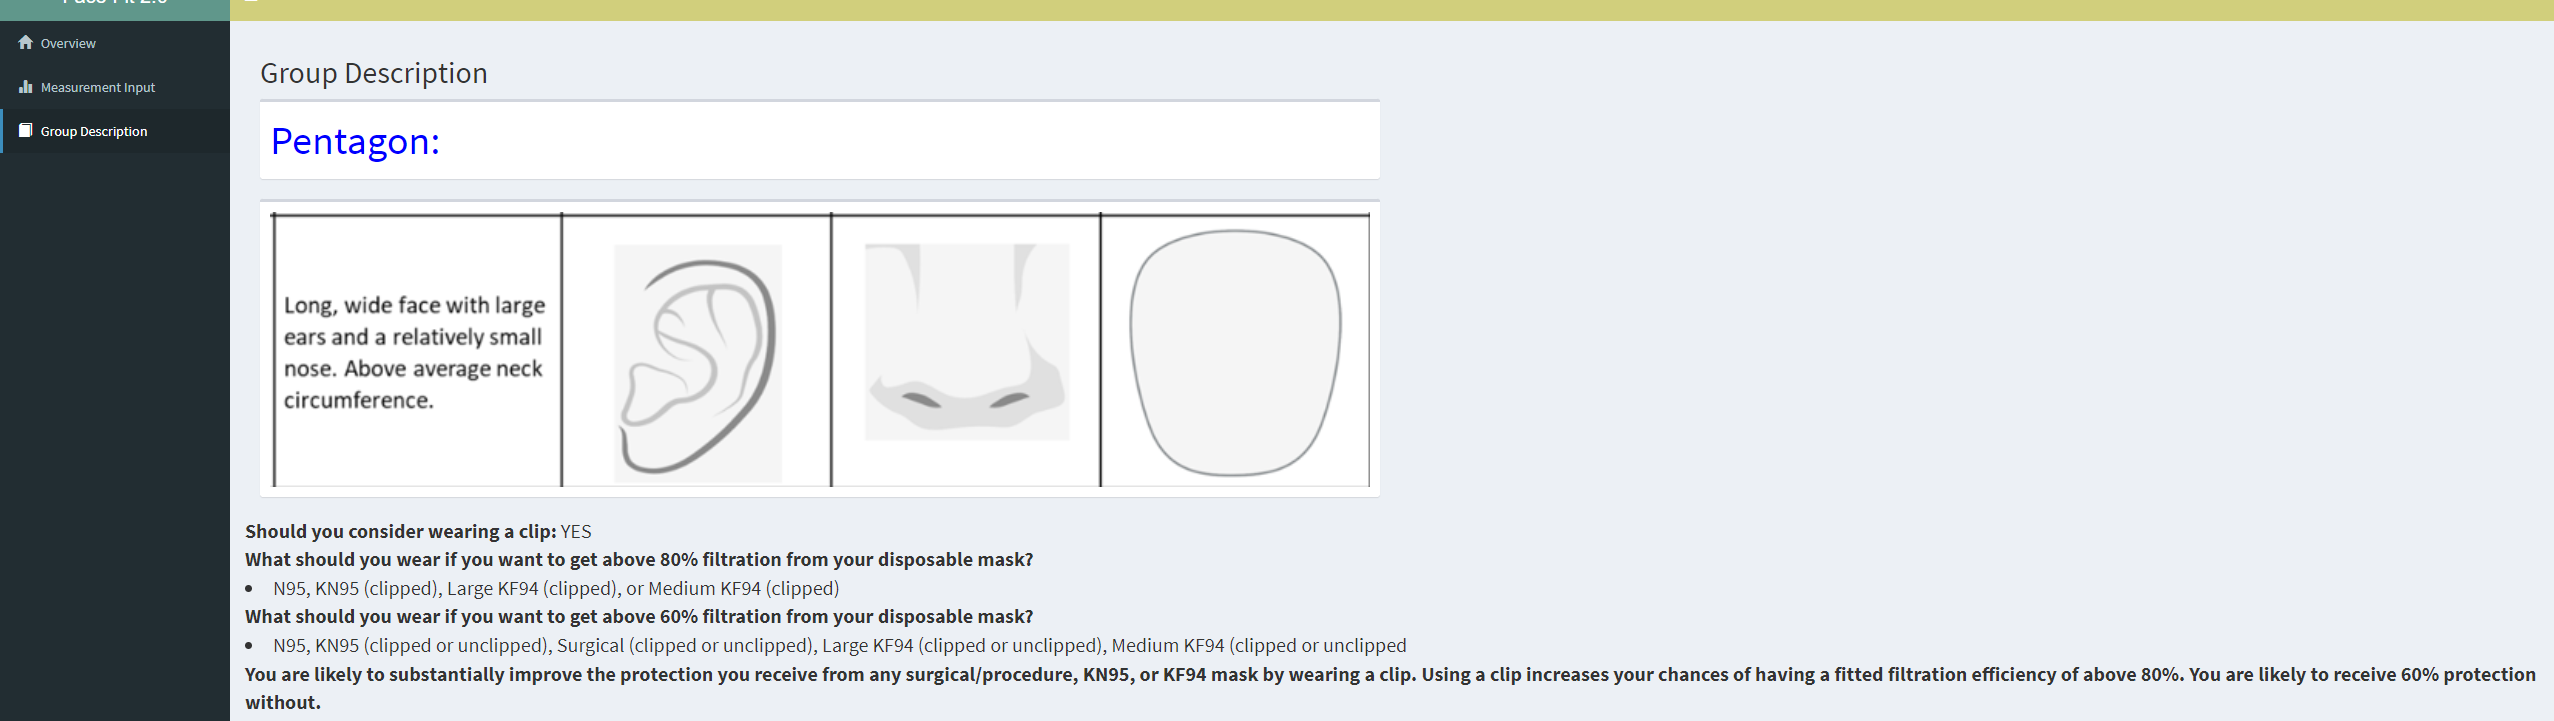 Overview
Measurement Input
Group Description
Group Description
Pentagon:
Long, wide face with large
ears and a relatively small
nose. Above average neck
circumference.
Should you consider wearing a clip: YES
What should you wear if you want to get above 80% filtration from your disposable mask?
• N95, KN95 (clipped), Large KF94 (clipped), or Medium KF94 (clipped)
What should you wear if you want to get above 60% filtration from your disposable mask?
• N95, KN95 (clipped or unclipped), Surgical (clipped or unclipped), Large KF94 (clipped or unclipped), Medium KF94 (clipped or unclipped
You are likely to substantially improve the protection you receive from any surgical/procedure, KN95, or KF94 mask by wearing a clip. Using a clip increases your chances of having a fitted filtration efficiency of above 80%. You are likely to receive 60% protection
without.